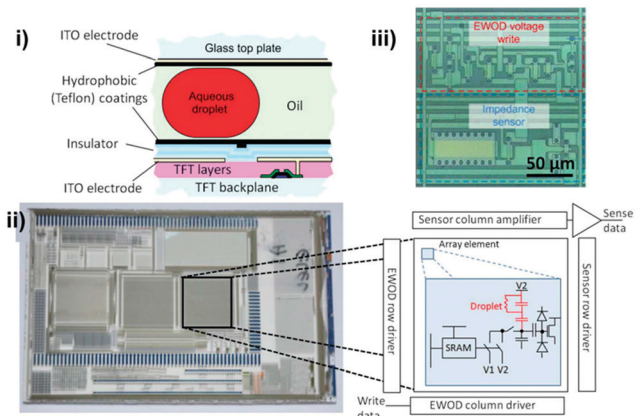 i)
ITO electrode
Glass top plate
Hydrophobic
(Teflon) coatings
Aqueous
droplet
Oil
Insulator
TFT layers
ITO electrode
TFT backplane
iii)
EWOD voltage
write
Impedance
sensor
50 μm
ii)
Sensor column amplifier
Sense
data
EWOD row driver
Array element
V2
Droplet
SRAM
V1 V2
Sensor row driver
Write
data
EWOD column driver